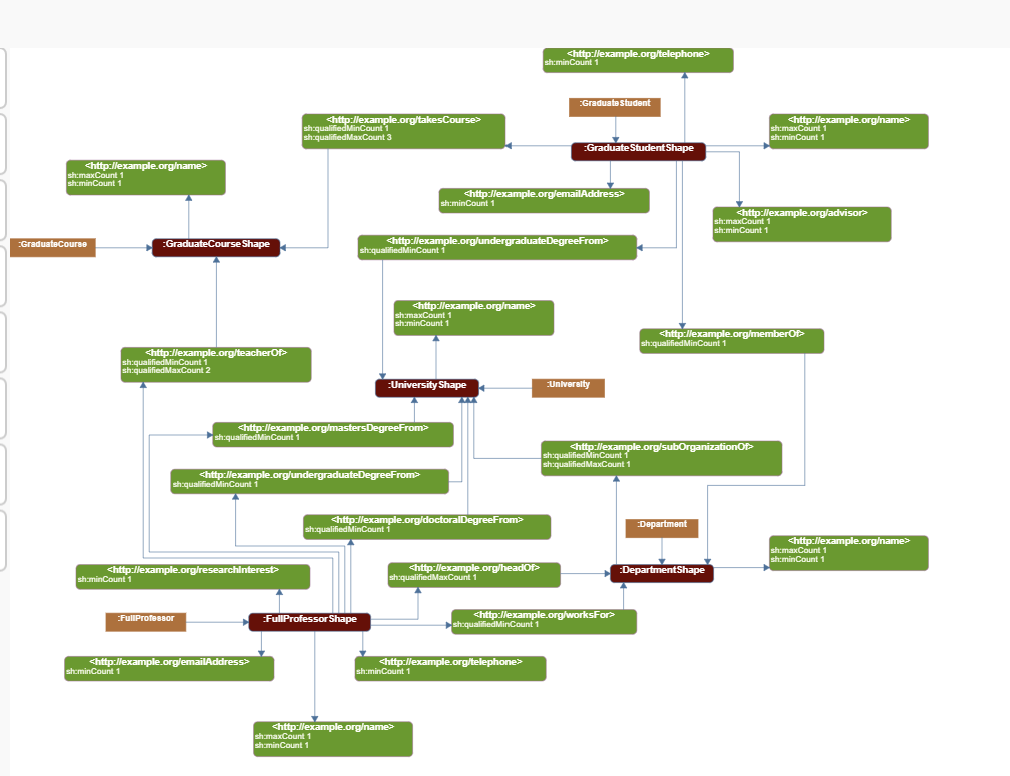 <http://example.org/telephone>
sh:minCount 1
:GraduateStudent
<http://example.org/takesCourse>
sh:qualifiedMinCount 1
sh:qualifiedMaxCount 3
<http://example.org/name>
sh:maxCount 1
sh:minCount 1
:GraduateStudentShape
<http://example.org/name>
sh:maxCount 1
sh:minCount 1
<http://example.org/emailAddress>
sh:minCount 1
<http://example.org/advisor>
sh:maxCount 1
sh:minCount 1
:GraduateCourse
:GraduateCourseShape
<http://example.org/undergraduateDegreeFrom>
sh:qualifiedMinCount 1
<http://example.org/name>
sh:maxCount 1
sh:minCount 1
<http://example.org/memberOf>
sh:qualifiedMinCount 1
<http://example.org/teacherOf>
sh:qualifiedMinCount 1
sh:qualifiedMaxCount 2
:UniversityShape
:University
<http://example.org/mastersDegreeFrom>
sh:qualifiedMinCount 1
<http://example.org/subOrganizationOf>
sh:qualifiedMinCount 1
sh:qualifiedMaxCount 1
<http://example.org/undergraduateDegreeFrom>
sh:qualifiedMinCount 1
<http://example.org/doctoralDegreeFrom>
sh:qualifiedMinCount 1
:Department
<http://example.org/name>
sh:maxCount 1
sh:minCount 1
<http://example.org/researchInterest>
sh:minCount 1
<http://example.org/headOf>
sh:qualifiedMaxCount 1
:DepartmentShape
:FullProfessor
:FullProfessorShape
<http://example.org/worksFor>
sh:qualifiedMinCount 1
<http://example.org/emailAddress>
sh:minCount 1
<http://example.org/telephone>
sh:minCount 1
<http://example.org/name>
sh:maxCount 1
sh:minCount 1